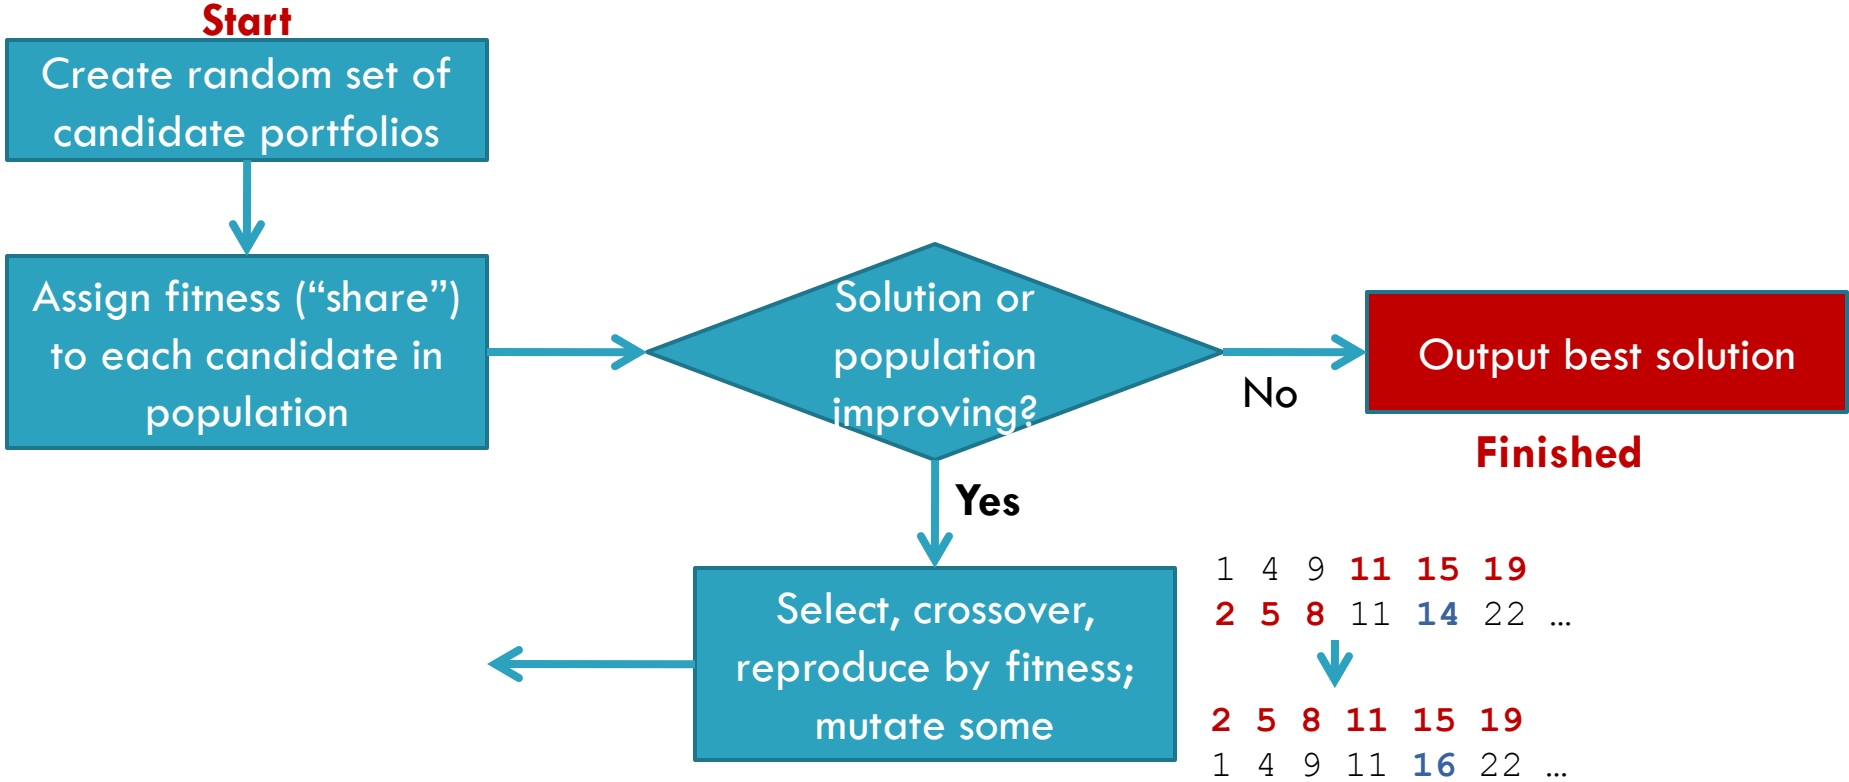 Start
Create random set of
candidate portfolios
Assign fitness (“share”)
to each candidate in
population
Solution or
population
improving?
No
Output best solution
Finished
Yes
Select, crossover,
reproduce by fitness;
mutate some
1 4 9 11 15 19
2 5 8 11 14 22 …
2 5 8 11 15 19
1 4 9 11 16 22 …